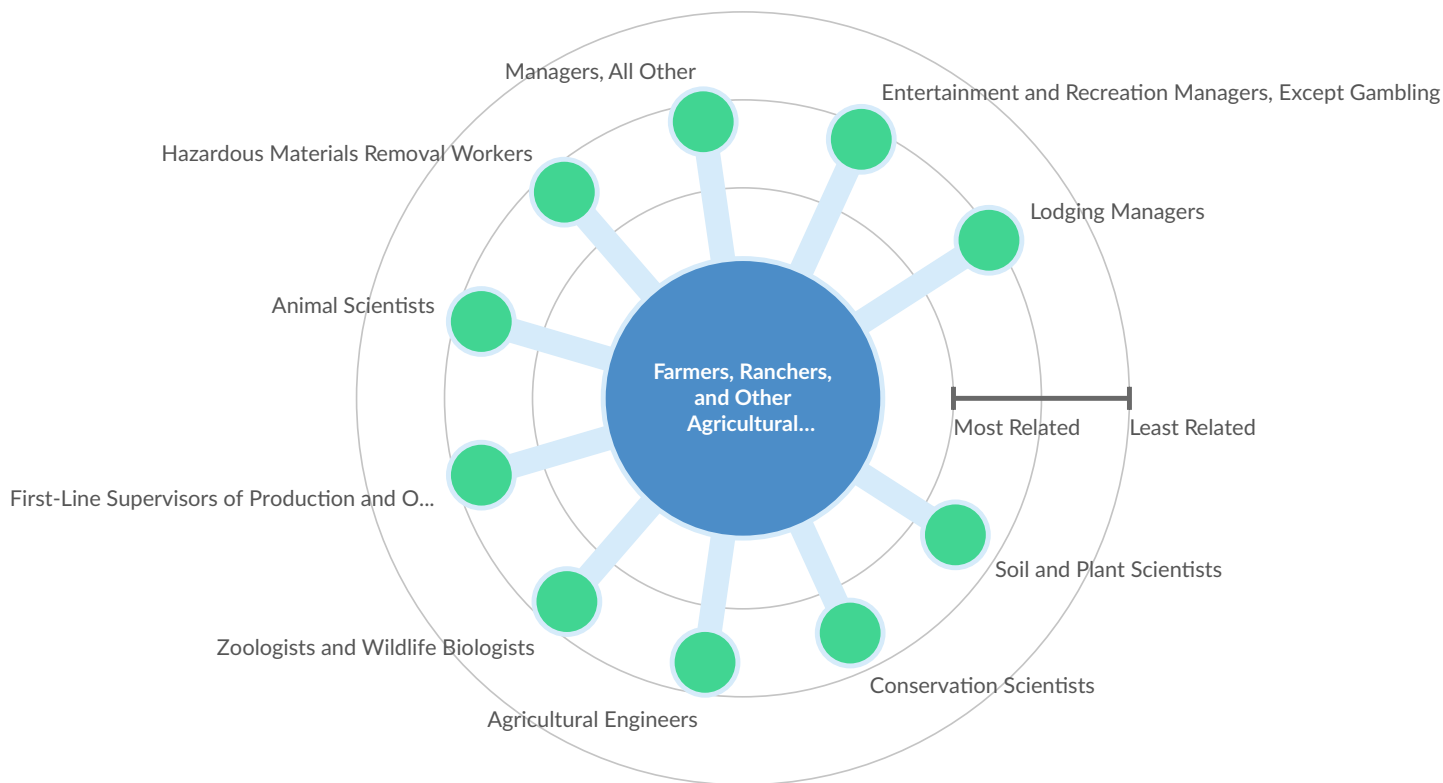 Managers, All Other
Entertainment and Recreation Managers, Except Gambling
Hazardous Materials Removal Workers
Lodging Managers
Animal Scientists
Farmers, Ranchers,
and Other
Agricultural...
Most Related
Least Related
First-Line Supervisors of Production and O...
Soil and Plant Scientists
Zoologists and Wildlife Biologists
Conservation Scientists
Agricultural Engineers